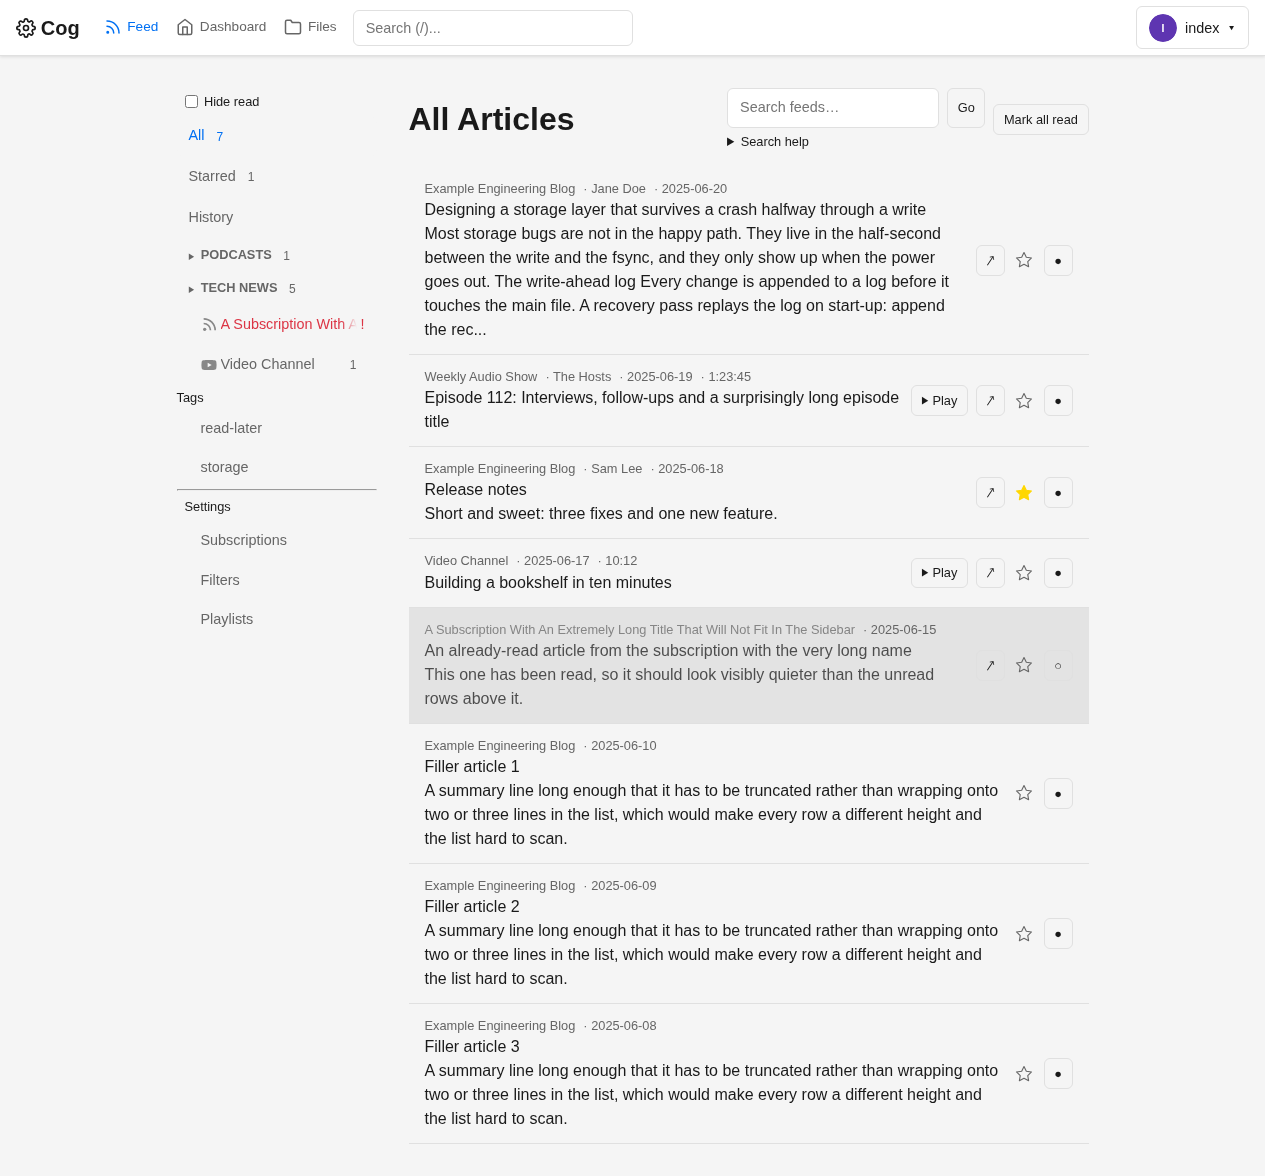 Cog Feed Dashboard Files Search (/)... I index
Hide read
All 7
Starred 1
History
PODCASTS 1
TECH NEWS 5
A Subscription With !
Video Channel 1
Tags
read-later
storage
Settings
Subscriptions
Filters
Playlists
All Articles
Search feeds… Go Mark all read
Search help
Example Engineering Blog · Jane Doe · 2025-06-20
Designing a storage layer that survives a crash halfway through a write
Most storage bugs are not in the happy path. They live in the half-second
between the write and the fsync, and they only show up when the power
goes out. The write-ahead log Every change is appended to a log before it
touches the main file. A recovery pass replays the log on start-up: append
the rec...
Weekly Audio Show · The Hosts · 2025-06-19 · 1:23:45
Episode 112: Interviews, follow-ups and a surprisingly long episode
title
Play
Example Engineering Blog · Sam Lee · 2025-06-18
Release notes
Short and sweet: three fixes and one new feature.
Video Channel · 2025-06-17 · 10:12
Building a bookshelf in ten minutes
Play
A Subscription With An Extremely Long Title That Will Not Fit In The Sidebar · 2025-06-15
An already-read article from the subscription with the very long name
This one has been read, so it should look visibly quieter than the unread
rows above it.
Example Engineering Blog · 2025-06-10
Filler article 1
A summary line long enough that it has to be truncated rather than wrapping onto
two or three lines in the list, which would make every row a different height and
the list hard to scan.
Example Engineering Blog · 2025-06-09
Filler article 2
A summary line long enough that it has to be truncated rather than wrapping onto
two or three lines in the list, which would make every row a different height and
the list hard to scan.
Example Engineering Blog · 2025-06-08
Filler article 3
A summary line long enough that it has to be truncated rather than wrapping onto
two or three lines in the list, which would make every row a different height and
the list hard to scan.